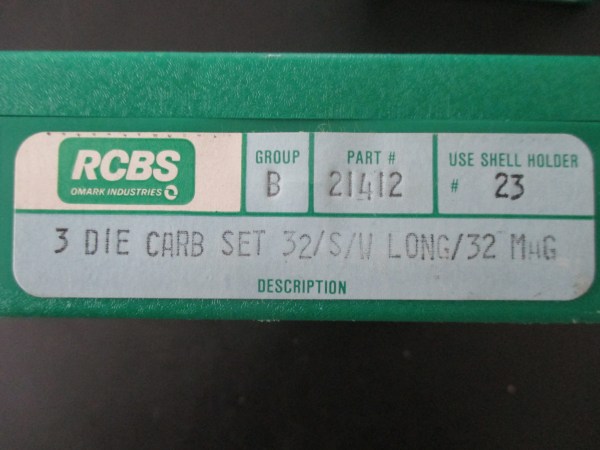 RCBS
OMARK INDUSTRIES
GROUP
B
PART #
21412
USE SHELL HOLDER
# 23
3 DIE CARB SET 32/S/W LONG/32 MAG
DESCRIPTION